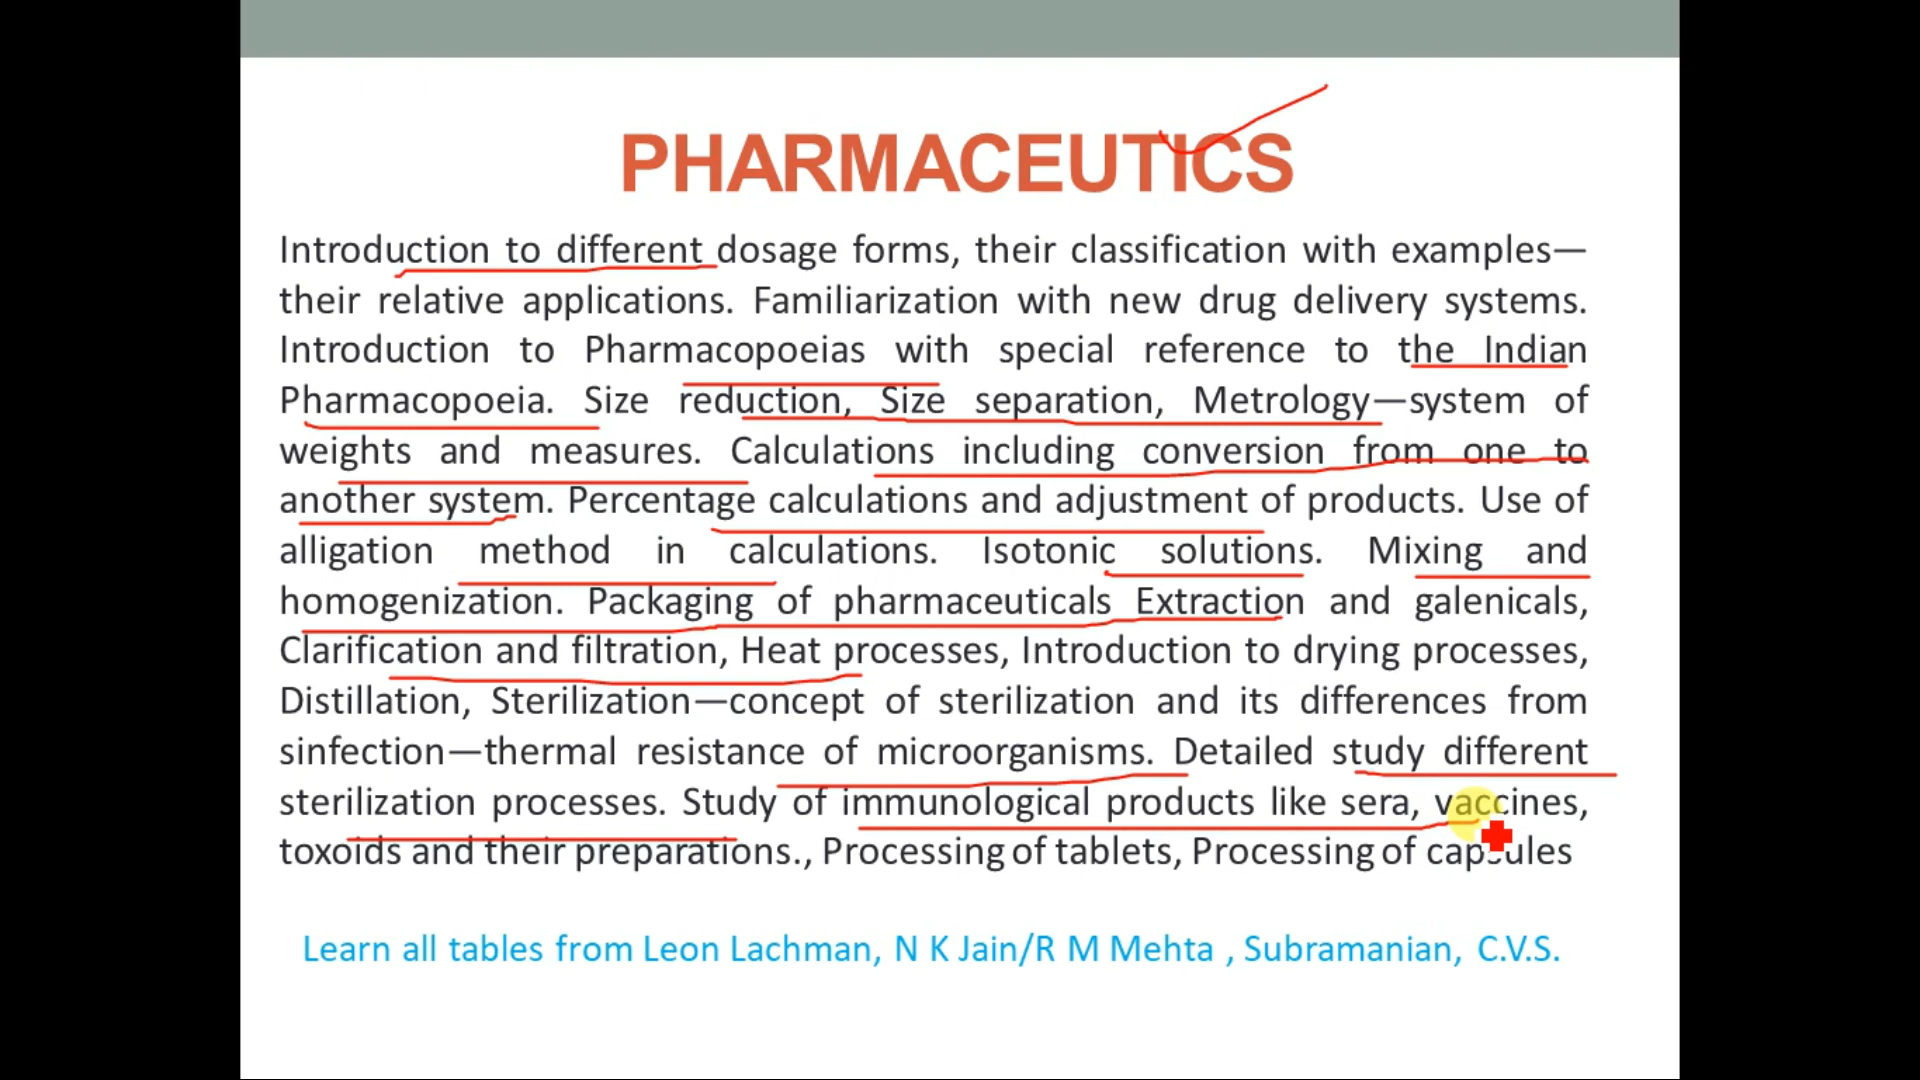 PHARMACEUTICS
Introduction to different dosage forms, their classification with examples—
their relative applications. Familiarization with new drug delivery systems.
Introduction to Pharmacopoeias with special reference to the Indian
Pharmacopoeia. Size reduction, Size separation, Metrology—system of
weights and measures. Calculations including conversion from one to
another system. Percentage calculations and adjustment of products. Use of
alligation method in calculations. Isotonic solutions. Mixing and
homogenization. Packaging of pharmaceuticals Extraction and galenicals,
Clarification and filtration, Heat processes, Introduction to drying processes,
Distillation, Sterilization—concept of sterilization and its differences from
sinfection—thermal resistance of microorganisms. Detailed study different
sterilization processes. Study of immunological products like sera, vaccines,
toxoids and their preparations., Processing of tablets, Processing of capsules
Learn all tables from Leon Lachman, N K Jain/R M Mehta , Subramanian, C.V.S.